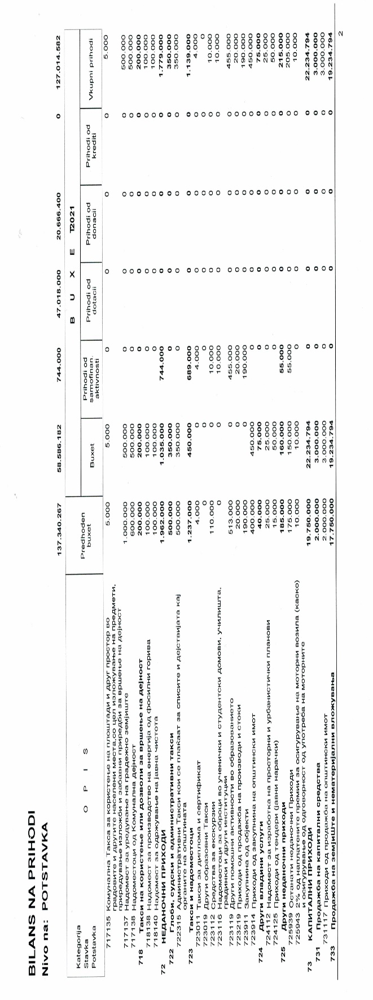 BILANS NA PRIHODI
Nivo na: POTSTAVKA
137.340.267 58.586.182 744.000 47.018.000 20.666.400 0 127.014.582
Kategorija
Stavka
Potstavka
O P I S
Predhoden buxet
B U X E T2021
Buxet
Prihodi od samofinan. aktivnosti
Prihodi od dotacii
Prihodi od donacii
Prihodi od krediti
Vkupni prihodi
717135 Комунална Такса за користење на плоштади и друг простор во 5.000 5.000 0 0 0 0 5.000
градовите и другите населени места,со цел изложување на предмети,
приредување изложби и забавни приредби за вршење на дејност
717137 Надомест за уредување на градежно земјиште 1.000.000 500.000 0 0 0 0 500.000
717138 Надоместоци од Комунална дејност 600.000 500.000 0 0 0 0 500.000
718 Такси на користење или дозволи за вршење на дејност 200.000 200.000 0 0 0 0 200.000
718138 Надомест за производство на енергија од фосилни горива 100.000 100.000 0 0 0 0 100.000
718140 Надомест за одржување на јавна чистота 100.000 100.000 0 0 0 0 100.000
72 НЕДАНОЧНИ ПРИХОДИ 1.962.000 1.035.000 744.000 0 0 0 1.779.000
722 Глоби, судски и административни такси 500.000 350.000 0 0 0 0 350.000
722315 Административни Такси кои се плаќаат за списите и дејствијата кај 500.000 350.000 0 0 0 0 350.000
органите на општината
723 Такси и надоместоци 1.237.000 450.000 689.000 0 0 0 1.139.000
723011 Такси за диплома и сертификат 4.000 0 4.000 0 0 0 4.000
723019 Други образовни Такси 0 0 0 0 0 0 0
723112 Средства за екскурзии 110.000 0 10.000 0 0 0 10.000
723116 Надоместоци за оброци во ученички и студентски домови, училишта, 0 0 10.000 0 0 0 10.000
градинки и други институции
723119 Други помошни активности во образованието 513.000 0 455.000 0 0 0 455.000
723219 Приходи од продажба на производи и стоки 20.000 0 20.000 0 0 0 20.000
723911 Закупнина од објекти 190.000 0 190.000 0 0 0 190.000
723914 Приходи од закупнина на општински имот 400.000 450.000 0 0 0 0 450.000
724 Други владини услуги 40.000 75.000 0 0 0 0 75.000
724112 Надомест за изработка на просторни и урбанистички планови 25.000 25.000 0 0 0 0 25.000
724125 Приходи од тендери (јавни нарачки) 15.000 50.000 0 0 0 0 50.000
725 Други неданочни приходи 185.000 160.000 55.000 0 0 0 215.000
725939 Останати неданочни Приходи 175.000 150.000 55.000 0 0 0 205.000
725943 2% од наплатените премии за осигурување на моторни возила (каско) 10.000 10.000 0 0 0 0 10.000
и осигурување од одговорност од употреба на моторните
73 КАПИТАЛНИ ПРИХОДИ 19.750.000 22.234.794 0 0 0 0 22.234.794
731 Продажба на капитални средства 2.000.000 3.000.000 0 0 0 0 3.000.000
731117 Приходи од продажба на општински имот 2.000.000 3.000.000 0 0 0 0 3.000.000
733 Продажба на земјиште и нематеријални вложувања 17.750.000 19.234.794 0 0 0 0 19.234.794
2